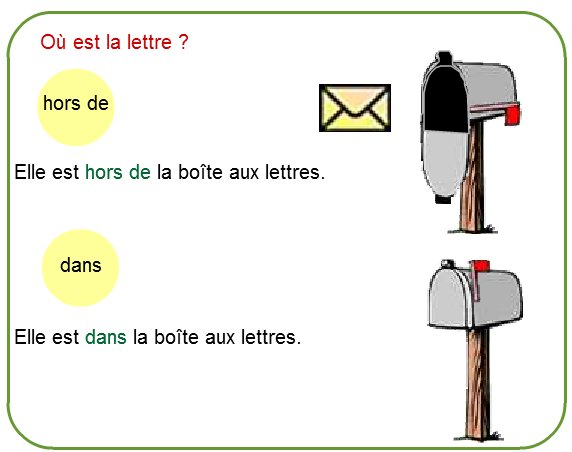 Où est la lettre ?
hors de
Elle est hors de la boîte aux lettres.
dans
Elle est dans la boîte aux lettres.